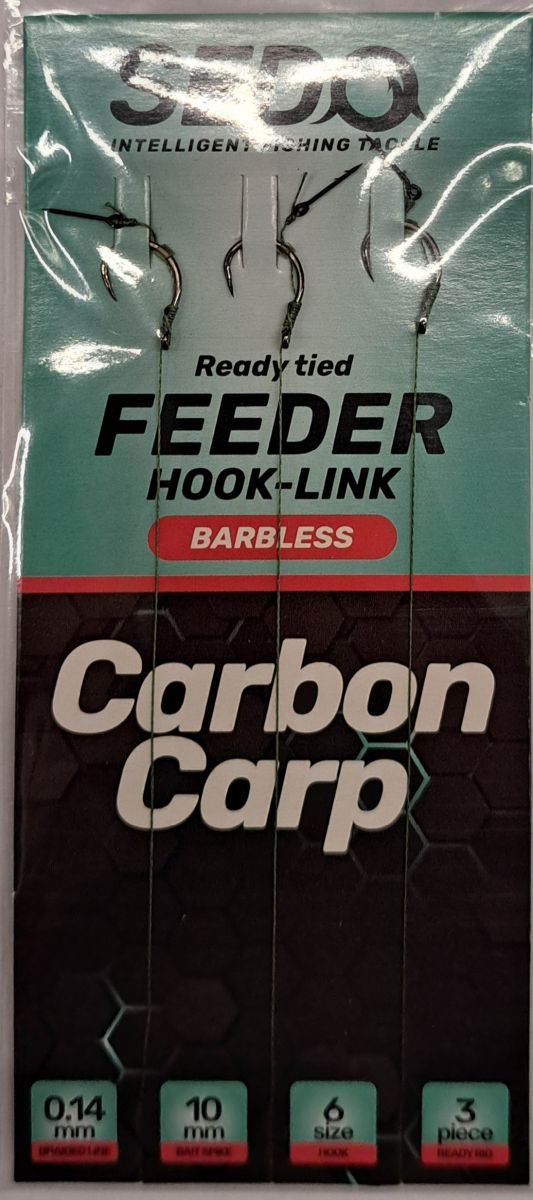 SEDO
INTELLIGENT FISHING TACKLE
Ready tied
FEEDER
HOOK-LINK
BARBLESS
Carbon
Carp
0.14
mm
BRAIDED LINE
10
mm
BAIT SPIKE
6
size
HOOK
3
piece
READY RIG